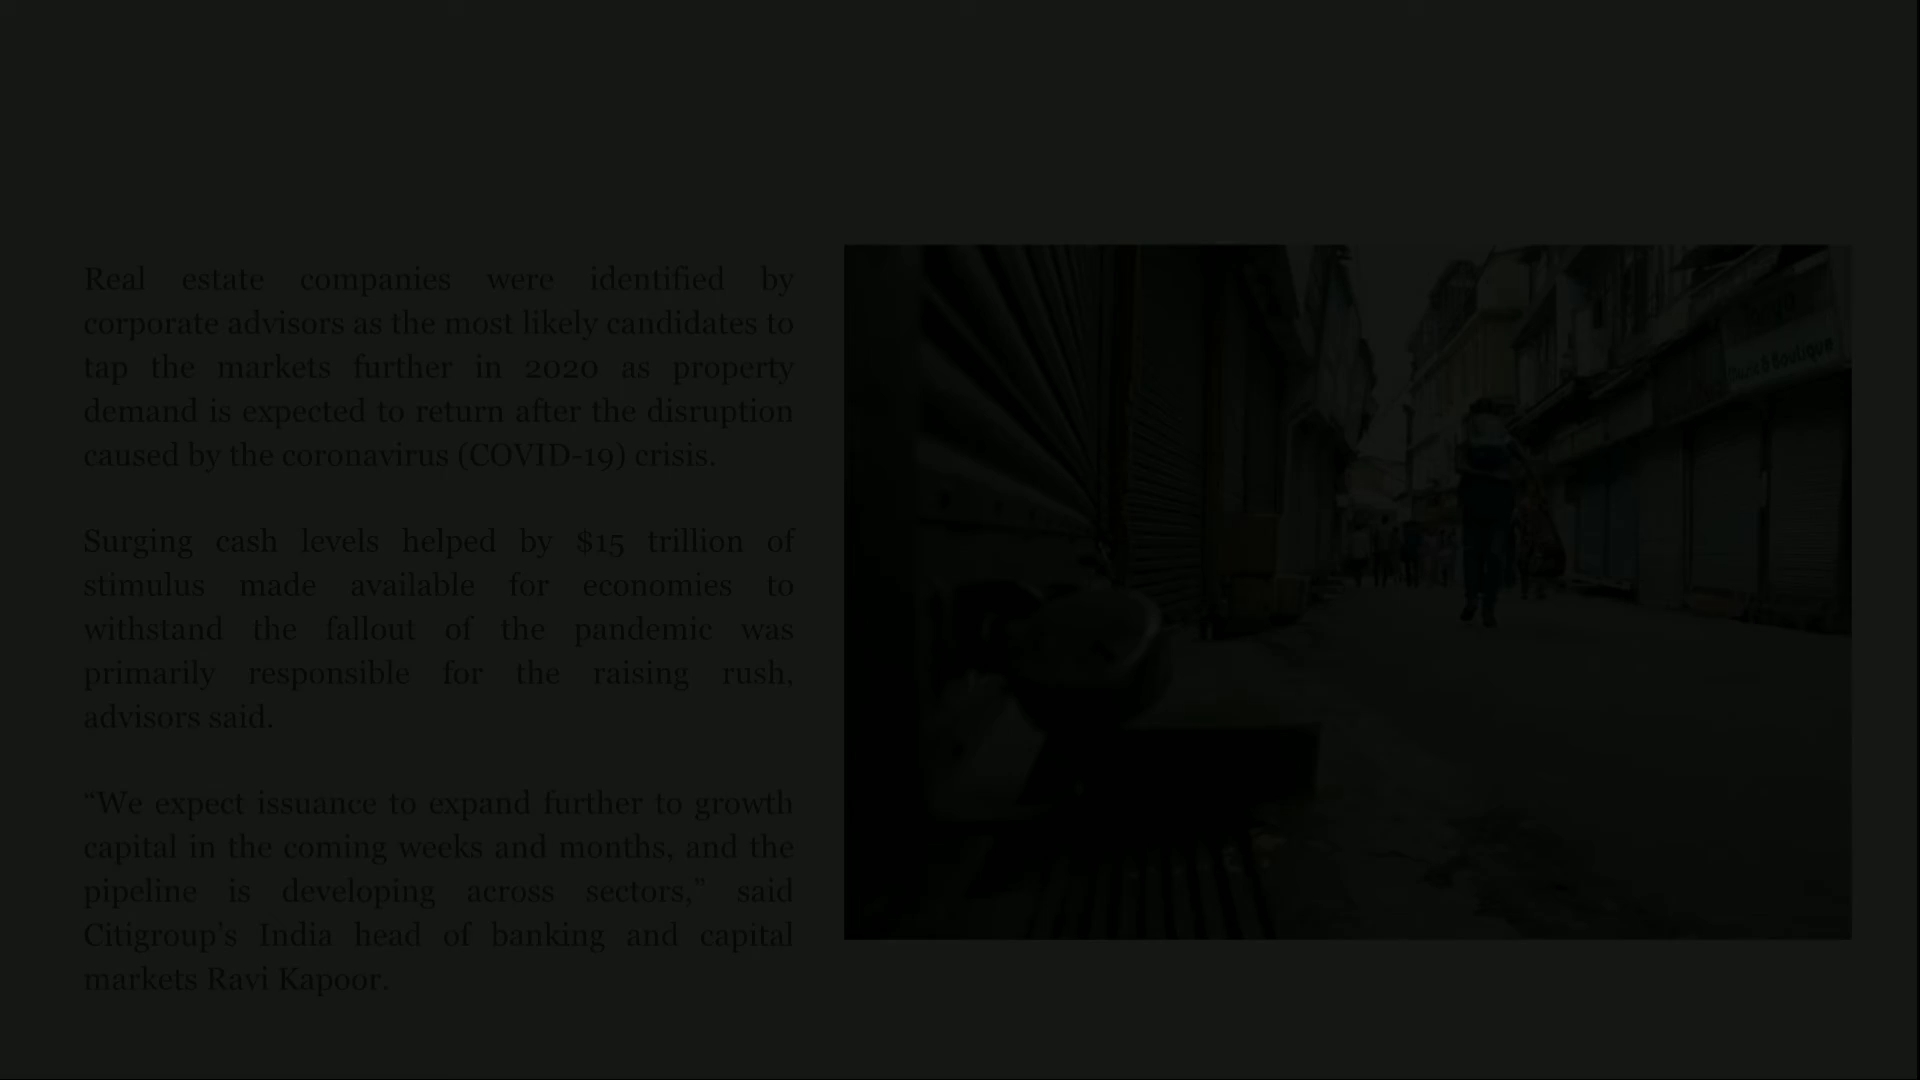 Real estate companies were identified by
corporate advisors as the most likely candidates to
tap the markets further in 2020 as property
demand is expected to return after the disruption
caused by the coronavirus (COVID-19) crisis.
Surging cash levels helped by $15 trillion of
stimulus made available for economies to
withstand the fallout of the pandemic was
primarily responsible for the raising rush,
advisors said.
“We expect issuance to expand further to growth
capital in the coming weeks and months, and the
pipeline is developing across sectors,” said
Citigroup’s India head of banking and capital
markets Ravi Kapoor.
& Boutique